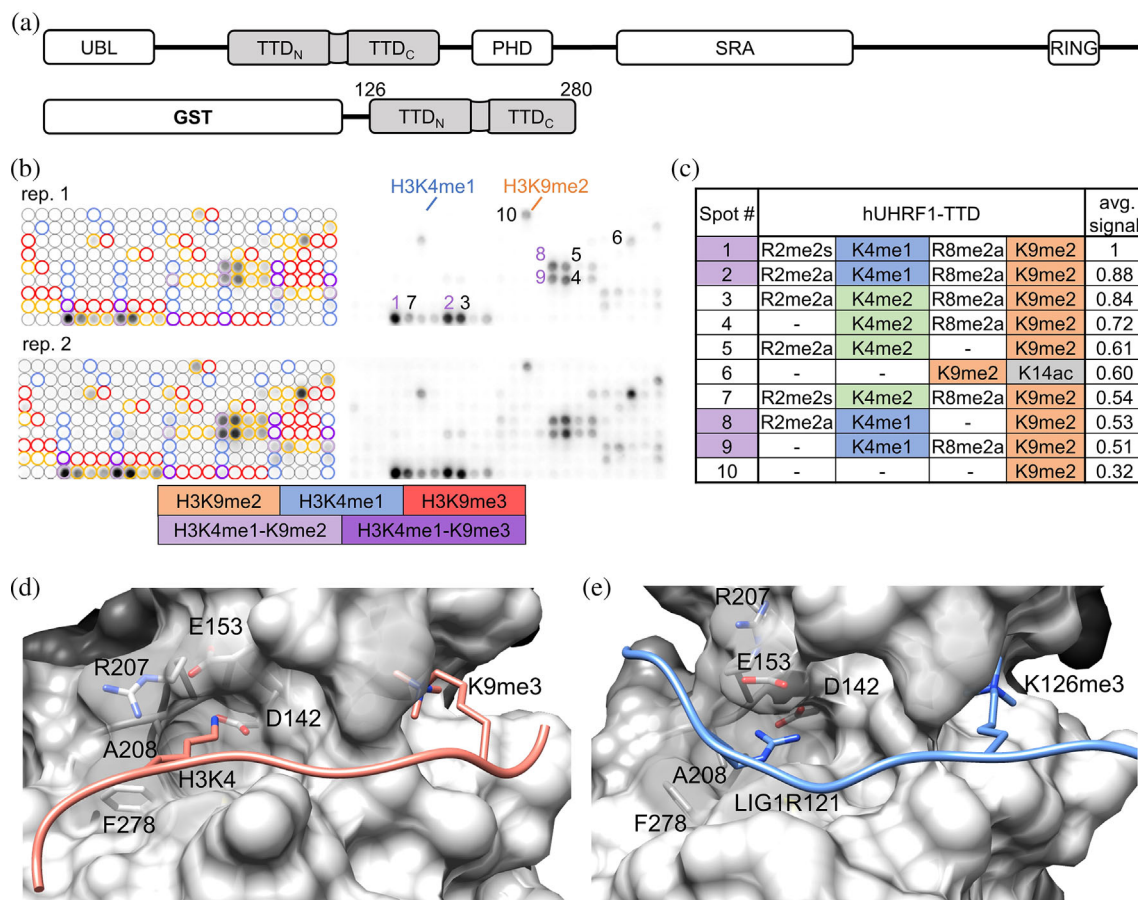 (a)
UBL TTDN TTDC PHD SRA RING
126 280
GST TTDN TTDC
(b)
rep. 1
H3K4me1 H3K9me2
10
6
8 5
9 4
1 7 2 3
rep. 2
H3K9me2 H3K4me1 H3K9me3
H3K4me1-K9me2 H3K4me1-K9me3
(c)
Spot # hUHRF1-TTD avg. signal
1 R2me2s K4me1 R8me2a K9me2 1
2 R2me2a K4me1 R8me2a K9me2 0.88
3 R2me2a K4me2 R8me2a K9me2 0.84
4 - K4me2 R8me2a K9me2 0.72
5 R2me2a K4me2 - K9me2 0.61
6 - - K9me2 K14ac 0.60
7 R2me2s K4me2 R8me2a K9me2 0.54
8 R2me2a K4me1 - K9me2 0.53
9 - K4me1 R8me2a K9me2 0.51
10 - - - K9me2 0.32
(d)
E153
R207
K9me3
D142
A208
H3K4
F278
(e)
R207
E153
D142
K126me3
A208
LIG1R121
F278